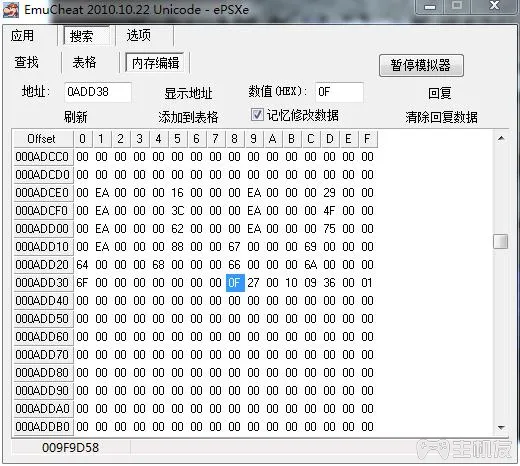 EmuCheat 2010.10.22 Unicode - ePSXe
应用 搜索 选项
查找 表格 内存编辑 暂停模拟器
地址: 0ADD38 显示地址 数值(HEX): 0F 回复
刷新 添加到表格 记忆修改数据 清除回复数据
Offset 0 1 2 3 4 5 6 7 8 9 A B C D E F
000ADCC0 00 00 00 00 00 00 00 00 00 00 00 00 00 00 00 00
000ADCD0 00 00 00 00 00 00 00 00 00 00 00 00 00 00 00 00
000ADCE0 00 EA 00 00 00 16 00 00 00 EA 00 00 00 29 00 00
000ADCF0 00 EA 00 00 00 3C 00 00 00 EA 00 00 00 4F 00 00
000ADD00 00 EA 00 00 00 62 00 00 00 EA 00 00 00 75 00 00
000ADD10 00 EA 00 00 00 88 00 00 67 00 00 00 69 00 00 00
000ADD20 64 00 00 00 68 00 00 00 66 00 00 00 6A 00 00 00
000ADD30 6F 00 00 00 00 00 00 00 0F 27 00 10 09 36 00 01
000ADD40 00 00 00 00 00 00 00 00 00 00 00 00 00 00 00 00
000ADD50 00 00 00 00 00 00 00 00 00 00 00 00 00 00 00 00
000ADD60 00 00 00 00 00 00 00 00 00 00 00 00 00 00 00 00
000ADD70 00 00 00 00 00 00 00 00 00 00 00 00 00 00 00 00
000ADD80 00 00 00 00 00 00 00 00 00 00 00 00 00 00 00 00
000ADD90 00 00 00 00 00 00 00 00 00 00 00 00 00 00 00 00
000ADDA0 00 00 00 00 00 00 00 00 00 00 00 00 00 00 00 00
000ADDB0 00 00 00 00 00 00 00 00 00 00 00 00 00 00 00 00
009F9D58
主机友